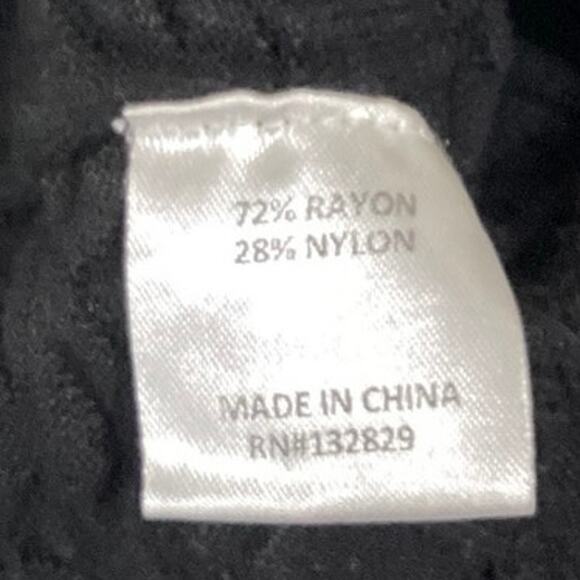 72% RAYON
28% NYLON
MADE IN CHINA
RN#132829